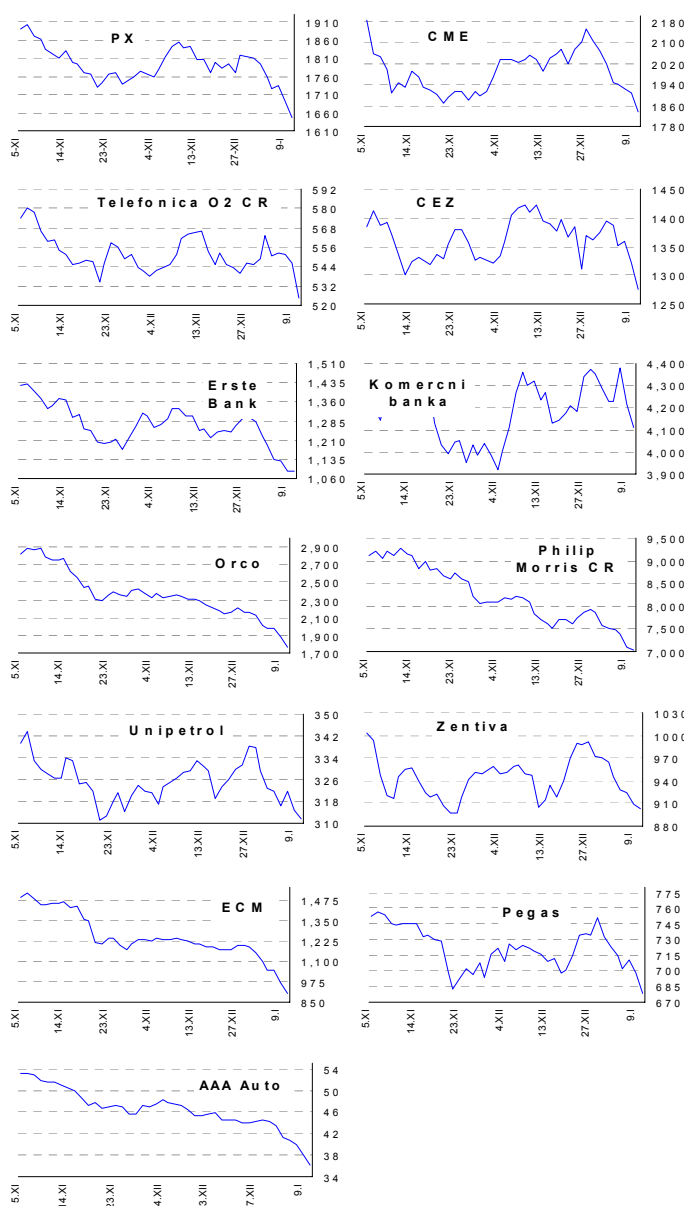 PX
1910
1860
1810
1760
1710
1660
1610
5-XI
14-XI
23-XI
4-XII
13-XII
27-XII
9-I
CME
2180
2100
2020
1940
1860
1780
5.XI
14.XI
23.XI
4.XII
13.XII
27.XII
9.I
Telefonica O2 CR
592
580
568
556
544
532
520
5.XI
14.XI
23.XI
4.XII
13.XII
27.XII
9.I
CEZ
1450
1400
1350
1300
1250
5.XI
14.XI
23.XI
4.XII
13.XII
27.XII
9.I
Erste
Bank
1,510
1,435
1,360
1,285
1,210
1,135
1,060
5.XI
14.XI
23.XI
4.XII
13.XII
27.XII
9.I
Komercni
banka
4,400
4,300
4,200
4,100
4,000
3,900
5.XI
14.XI
23.XI
4.XII
13.XII
27.XII
9.I
Orco
2,900
2,700
2,500
2,300
2,100
1,900
1,700
5.XI
14.XI
23.XI
4.XII
13.XII
27.XII
9.I
Philip
Morris CR
9,500
9,000
8,500
8,000
7,500
7,000
5.XI
14.XI
23.XI
4.XII
13.XII
27.XII
9.I
Unipetrol
350
342
334
326
318
310
5.XI
14.XI
23.XI
4.XII
13.XII
27.XII
9.I
Zentiva
1030
1000
970
940
910
880
5.XI
14.XI
23.XI
4.XII
13.XII
27.XII
9.I
ECM
1,475
1,350
1,225
1,100
975
850
5.XI
14.XI
23.XI
4.XII
13.XII
27.XII
9.I
Pegas
775
760
745
730
715
700
685
670
5.XI
14.XI
23.XI
4.XII
13.XII
27.XII
9.I
AAA Auto
54
50
46
42
38
34
5.XI
14.XI
23.XI
4.XII
3.XII
7.XII
9.I